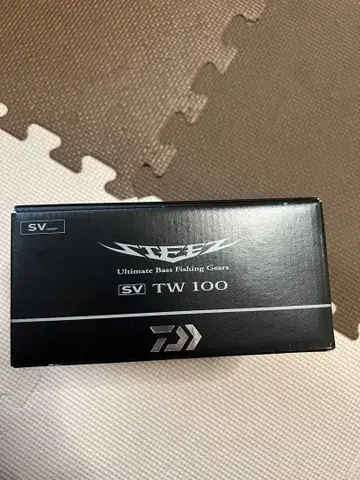 SV
STEEZ
Ultimate Bass Fishing Gears
SV TW 100